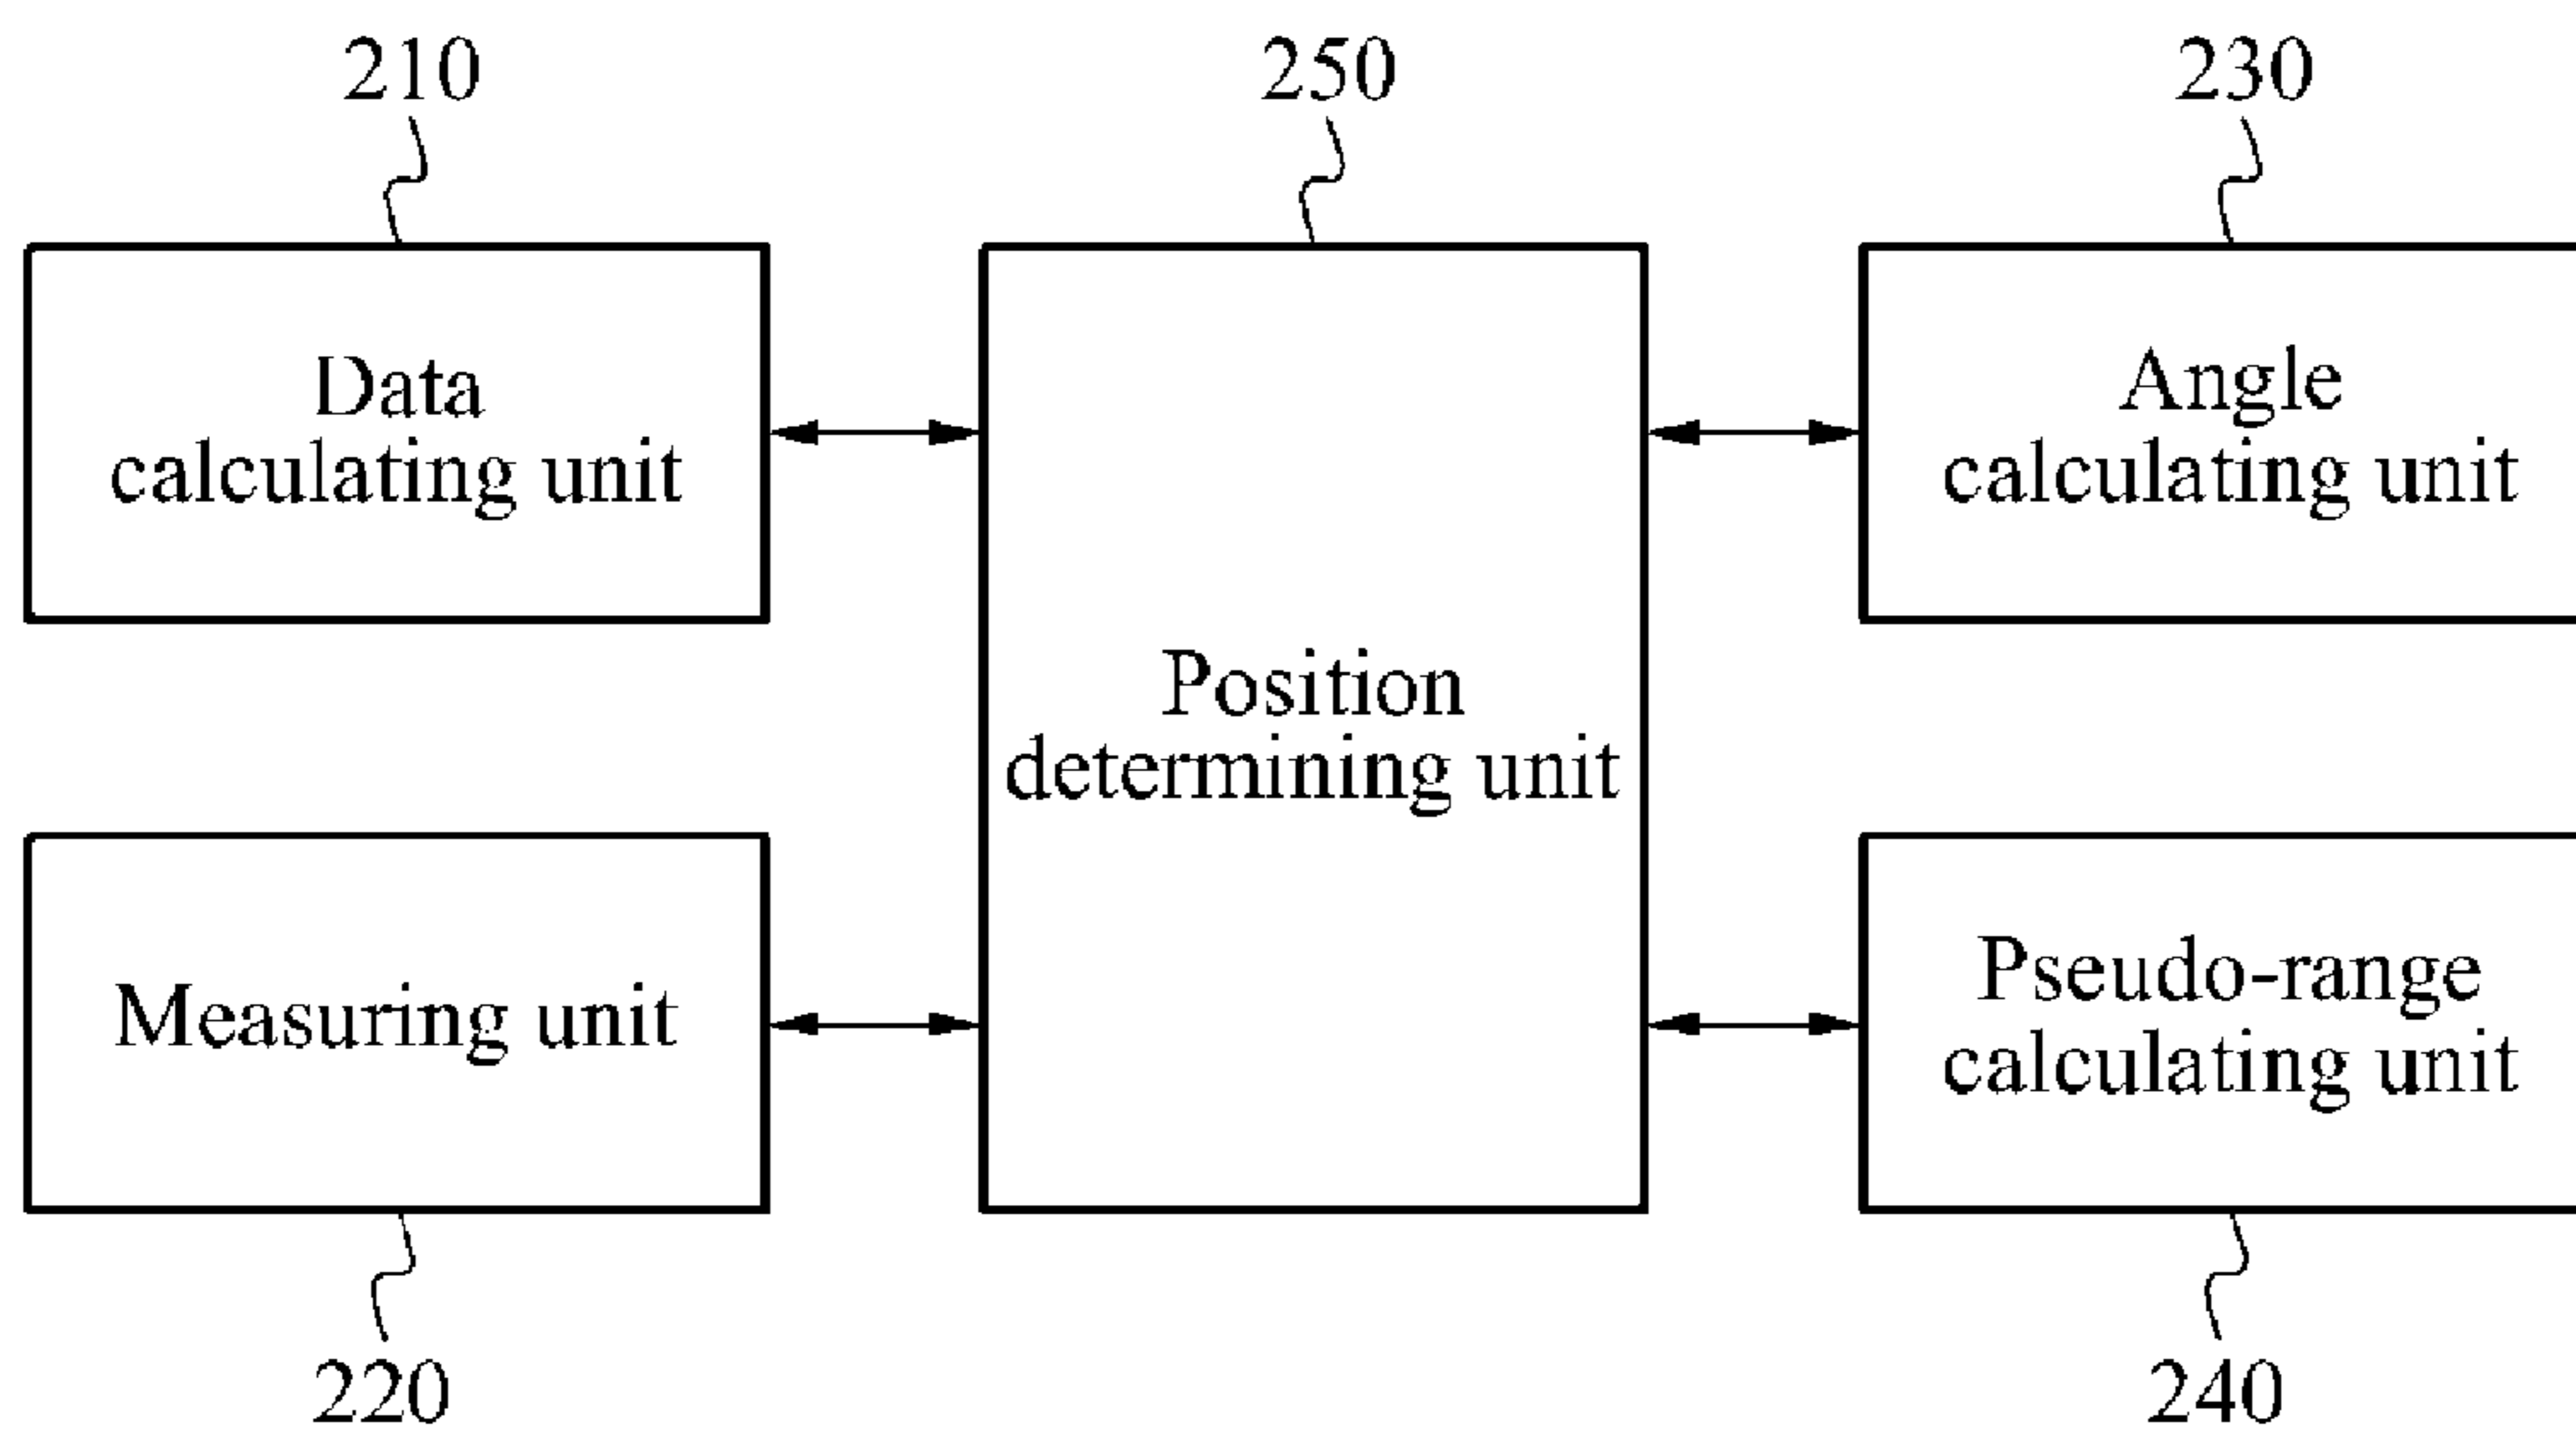 210
250
230
Data
calculating unit
Angle
calculating unit
Position
determining unit
Measuring unit
Pseudo-range
calculating unit
220
240